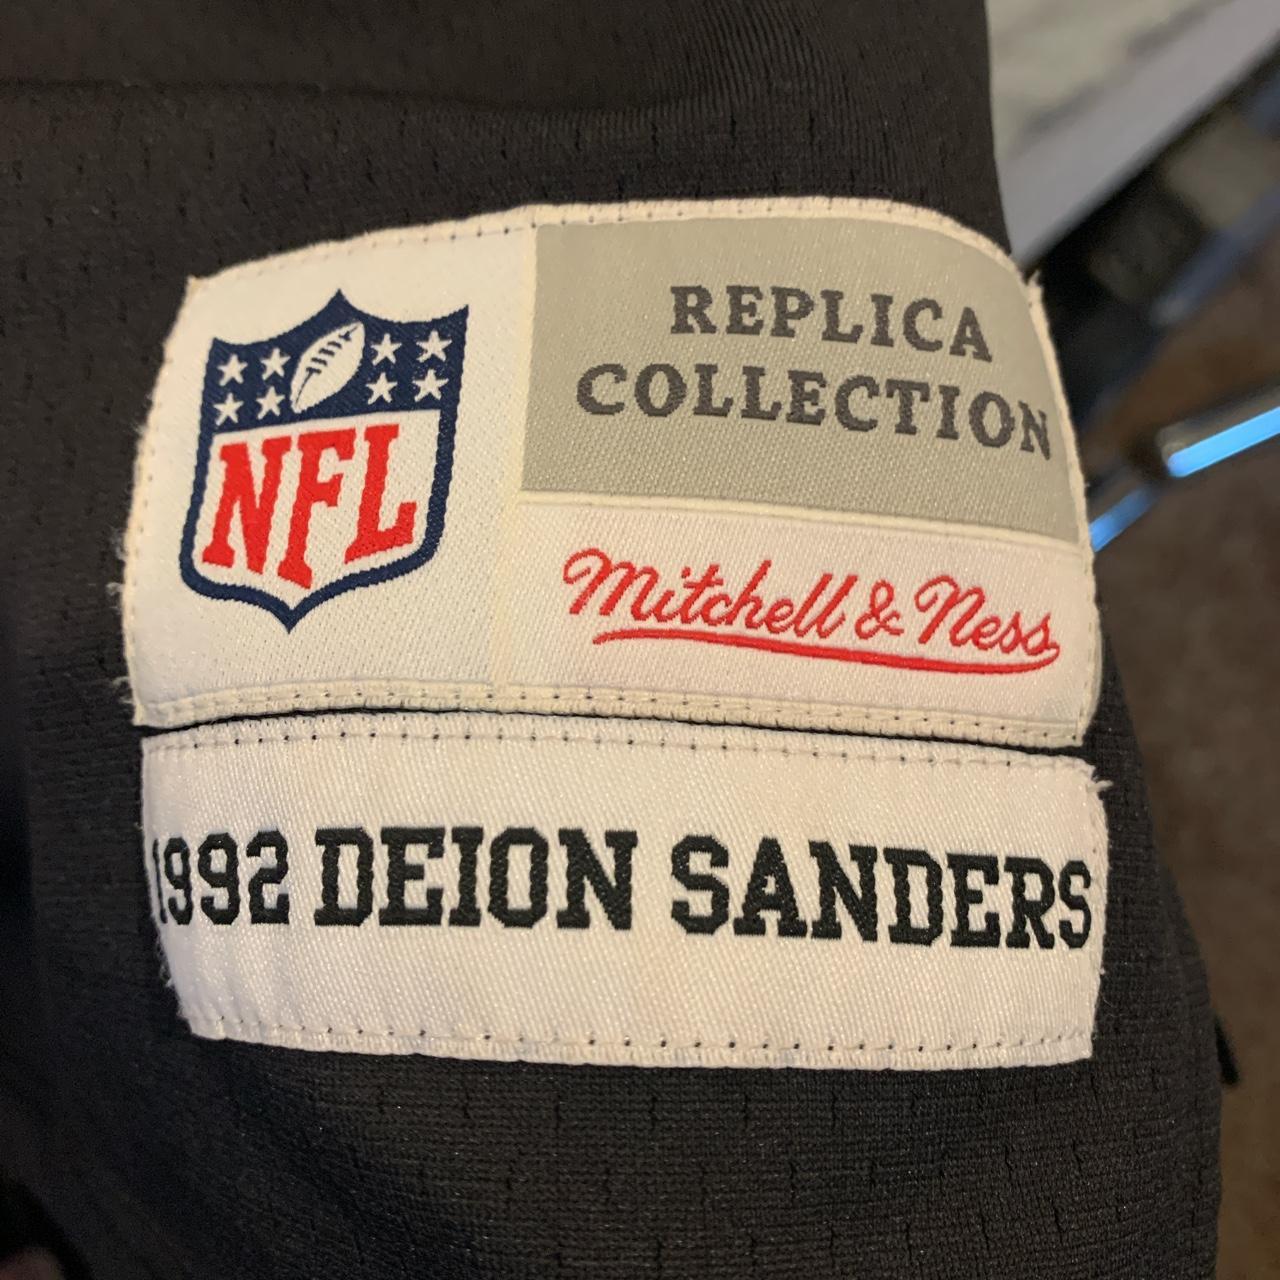 NFL
REPLICA
COLLECTION
Mitchell & Ness
1992 DEION SANDERS